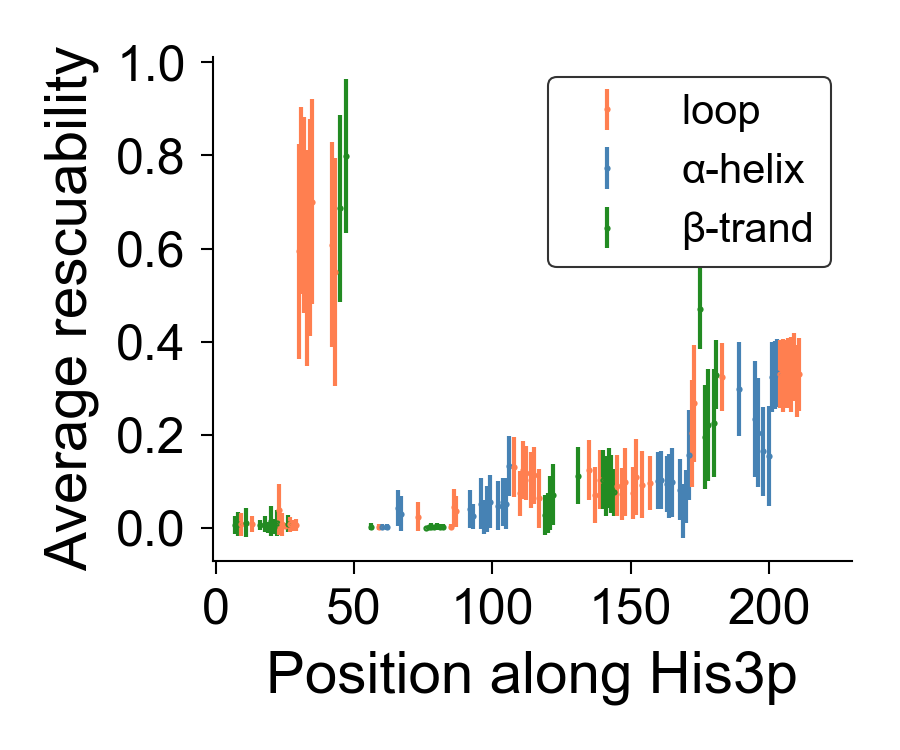 Average rescuability
1.0
0.8
0.6
0.4
0.2
0.0
loop
α-helix
β-trand
0 50 100 150 200
Position along His3p